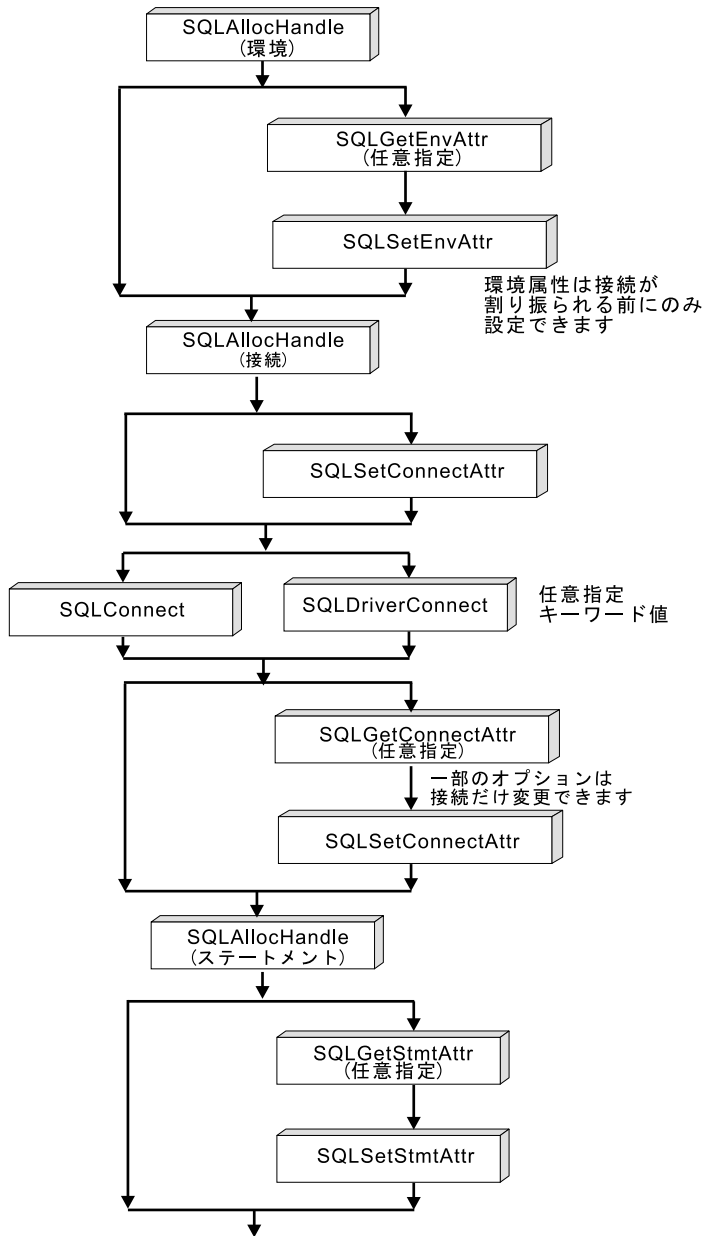 SQLAllocHandle
(環境)
SQLGetEnvAttr
(任意指定)
SQLSetEnvAttr
環境属性は接続が
割り振られる前にのみ
設定できます
SQLAllocHandle
(接続)
SQLSetConnectAttr
SQLConnect
SQLDriverConnect
任意指定
キーワード値
SQLGetConnectAttr
(任意指定)
一部のオプションは
接続だけ変更できます
SQLSetConnectAttr
SQLAllocHandle
(ステートメント)
SQLGetStmtAttr
(任意指定)
SQLSetStmtAttr